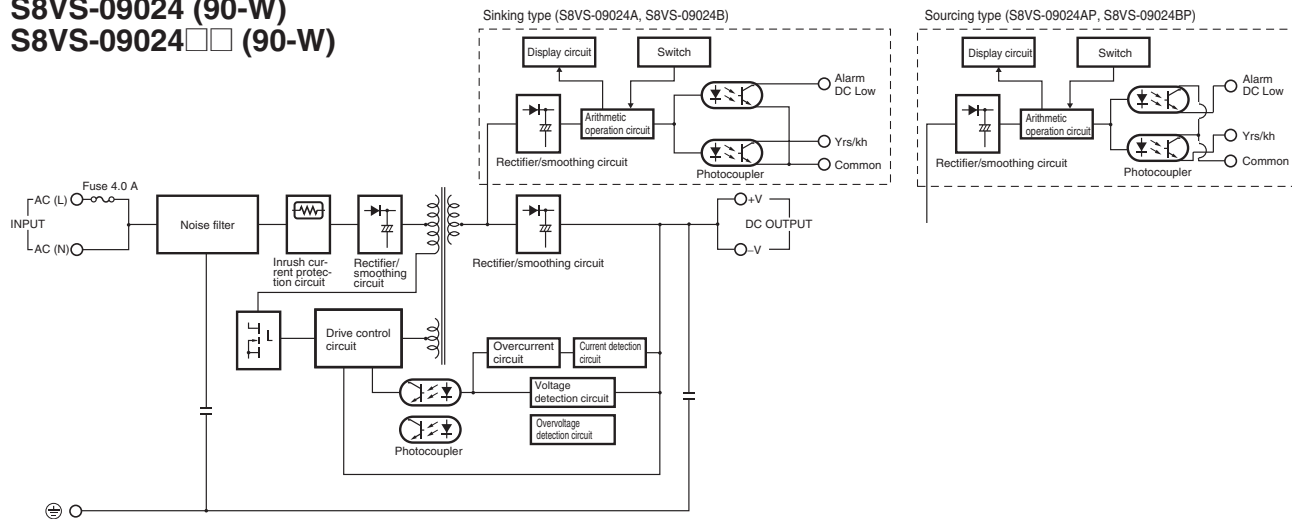 S8VS-09024 (90-W)
S8VS-09024□□ (90-W)
Sinking type (S8VS-09024A, S8VS-09024B)
Display circuit
Switch
Arithmetic
operation circuit
Rectifier/smoothing circuit
Photocoupler
Alarm
DC Low
Yrs/kh
Common
Sourcing type (S8VS-09024AP, S8VS-09024BP)
Display circuit
Switch
Arithmetic
operation circuit
Rectifier/smoothing circuit
Photocoupler
Alarm
DC Low
Yrs/kh
Common
Fuse 4.0 A
AC (L)
INPUT
AC (N)
Noise filter
Inrush cur-
rent protec-
tion circuit
Rectifier/
smoothing
circuit
Rectifier/smoothing circuit
+V
DC OUTPUT
–V
Drive control
circuit
Overcurrent
circuit
Current detection
circuit
Voltage
detection circuit
Overvoltage
detection circuit
Photocoupler